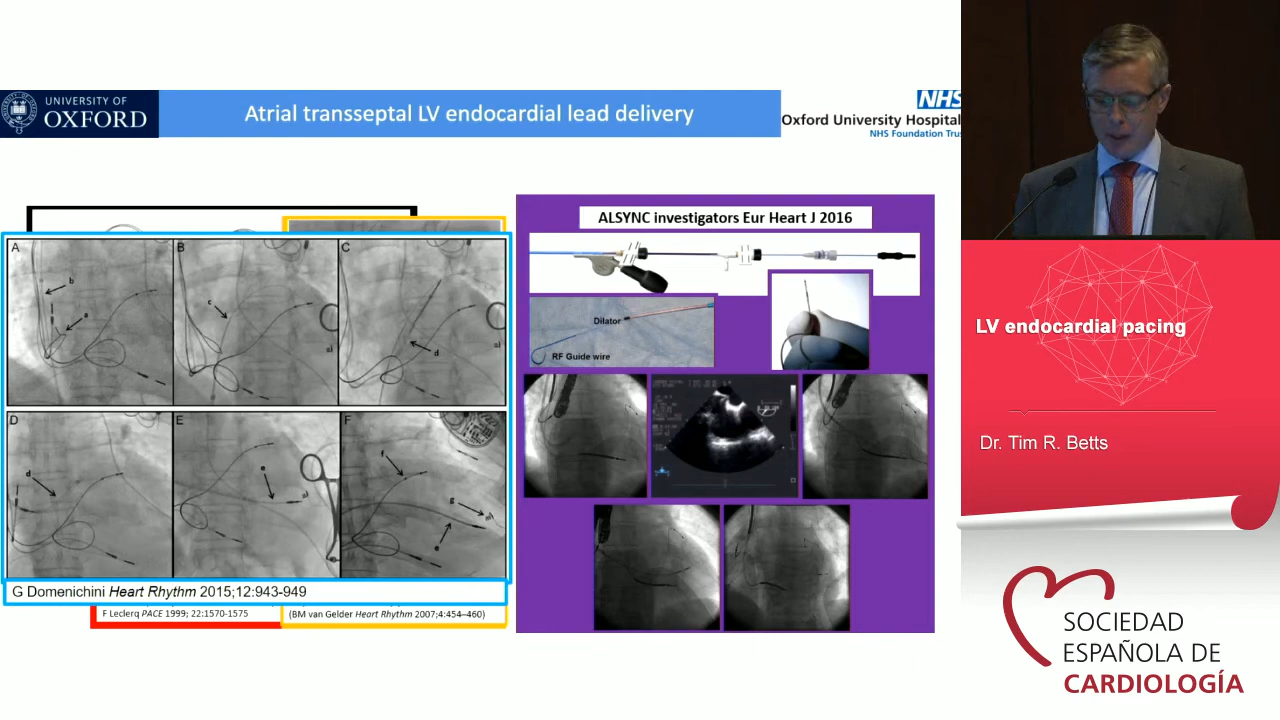 UNIVERSITY OF
OXFORD
Atrial transseptal LV endocardial lead delivery
NHS
Oxford University Hospital
NHS Foundation Trus
A
B
C
b
a
c
d
D
E
F
d
e
f
g
e
G Domenichini Heart Rhythm 2015;12:943-949
F Leclerq PACE 1999; 22:1570-1575
(BM van Gelder Heart Rhythm 2007;4:454–460)
ALSYNC investigators Eur Heart J 2016
Dilator
RF Guide wire
LV endocardial pacing
Dr. Tim R. Betts
SOCIEDAD
ESPAÑOLA DE
CARDIOLOGÍA